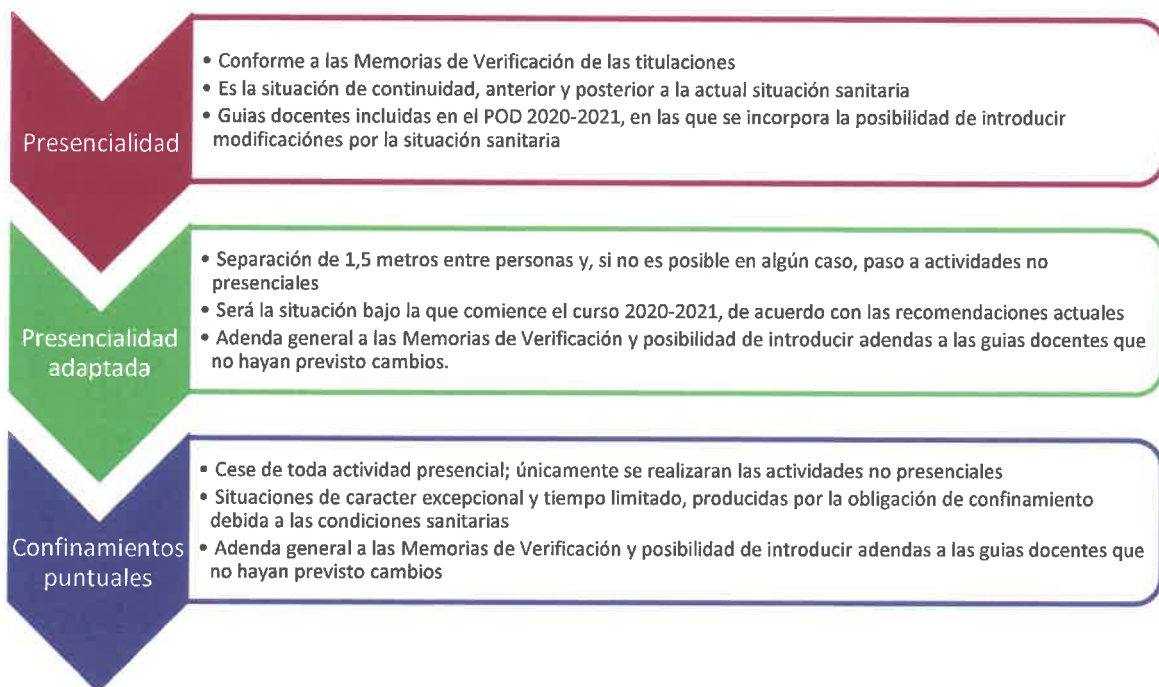 Presencialidad
• Conforme a las Memorias de Verificación de las titulaciones
• Es la situación de continuidad, anterior y posterior a la actual situación sanitaria
• Guias docentes incluidas en el POD 2020-2021, en las que se incorpora la posibilidad de introducir
modificaciónes por la situación sanitaria
Presencialidad
adaptada
• Separación de 1,5 metros entre personas y, si no es posible en algún caso, paso a actividades no
presenciales
• Será la situación bajo la que comience el curso 2020-2021, de acuerdo con las recomendaciones actuales
• Adenda general a las Memorias de Verificación y posibilidad de introducir adendas a las guias docentes que
no hayan previsto cambios.
Confinamientos
puntuales
• Cese de toda actividad presencial; únicamente se realizaran las actividades no presenciales
• Situaciones de caracter excepcional y tiempo limitado, producidas por la obligación de confinamiento
debida a las condiciones sanitarias
• Adenda general a las Memorias de Verificación y posibilidad de introducir adendas a las guias docentes que
no hayan previsto cambios